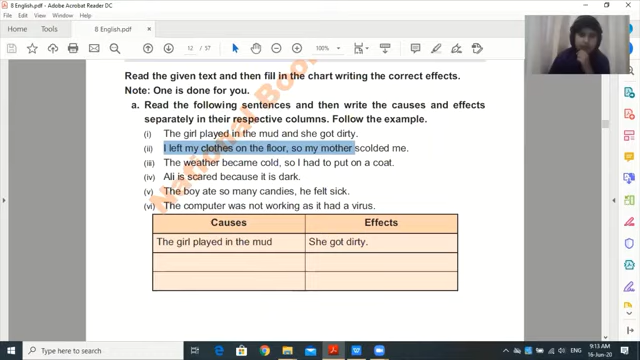 8 English.pdf - Adobe Acrobat Reader DC
File Edit View Window Help
Home Tools 8 English.pdf ×
12 / 57 100%
Read the given text and then fill in the chart writing the correct effects.
Note: One is done for you.
a. Read the following sentences and then write the causes and effects
separately in their respective columns. Follow the example.
(i) The girl played in the mud and she got dirty.
(ii) I left my clothes on the floor, so my mother scolded me.
(iii) The weather became cold, so I had to put on a coat.
(iv) Ali is scared because it is dark.
(v) The boy ate so many candies, he felt sick.
(vi) The computer was not working as it had a virus.
National Book
Causes Effects
The girl played in the mud She got dirty.
Type here to search
ENG
9:13 AM
16-Jun-20